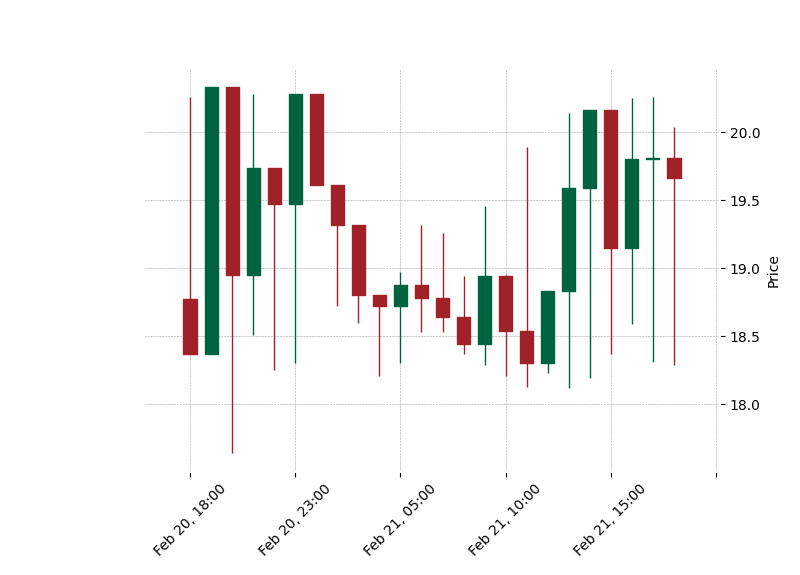 20.0
19.5
19.0
18.5
18.0
Price
Feb 20, 18:00
Feb 20, 23:00
Feb 21, 05:00
Feb 21, 10:00
Feb 21, 15:00